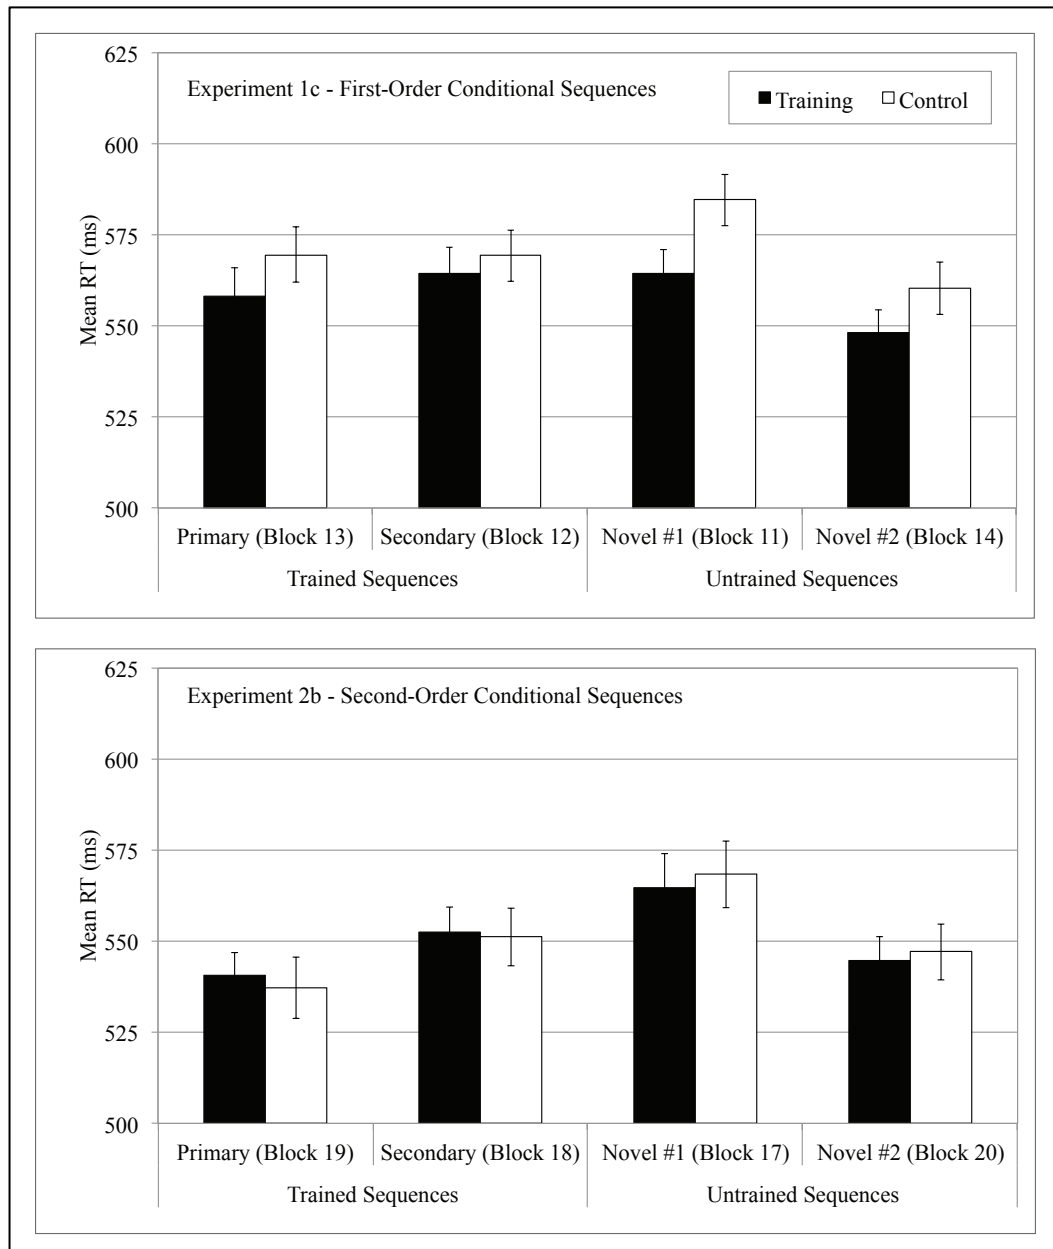 Experiment 1c - First-Order Conditional Sequences
Training Control
Mean RT (ms)
625
600
575
550
525
500
Primary (Block 13) Secondary (Block 12) Novel #1 (Block 11) Novel #2 (Block 14)
Trained Sequences Untrained Sequences
Experiment 2b - Second-Order Conditional Sequences
Mean RT (ms)
625
600
575
550
525
500
Primary (Block 19) Secondary (Block 18) Novel #1 (Block 17) Novel #2 (Block 20)
Trained Sequences Untrained Sequences